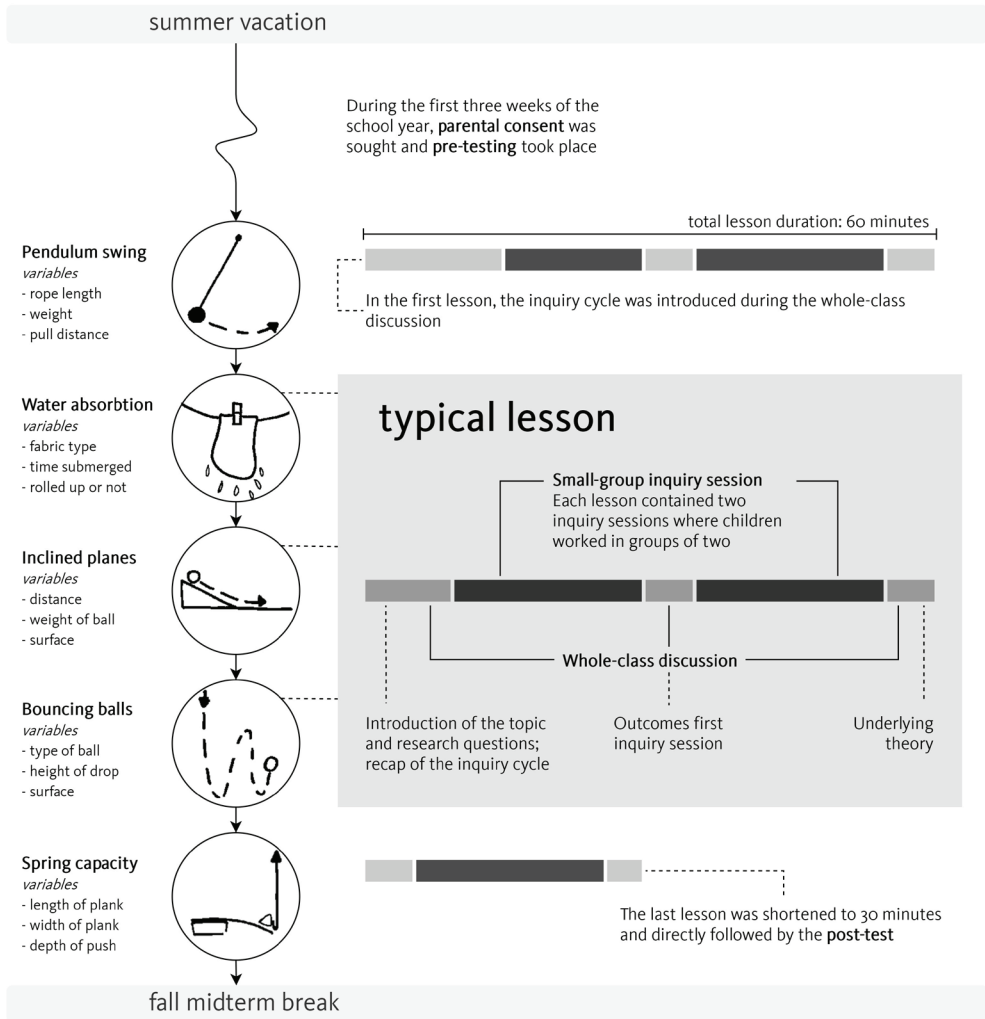 summer vacation
During the first three weeks of the
school year, parental consent was
sought and pre-testing took place
Pendulum swing
variables
- rope length
- weight
- pull distance
total lesson duration: 60 minutes
In the first lesson, the inquiry cycle was introduced during the whole-class
discussion
Water absorbtion
variables
- fabric type
- time submerged
- rolled up or not
typical lesson
Small-group inquiry session
Each lesson contained two
inquiry sessions where children
worked in groups of two
Inclined planes
variables
- distance
- weight of ball
- surface
Whole-class discussion
Bouncing balls
variables
- type of ball
- height of drop
- surface
Introduction of the topic
and research questions;
recap of the inquiry cycle
Outcomes first
inquiry session
Underlying
theory
Spring capacity
variables
- length of plank
- width of plank
- depth of push
The last lesson was shortened to 30 minutes
and directly followed by the post-test
fall midterm break